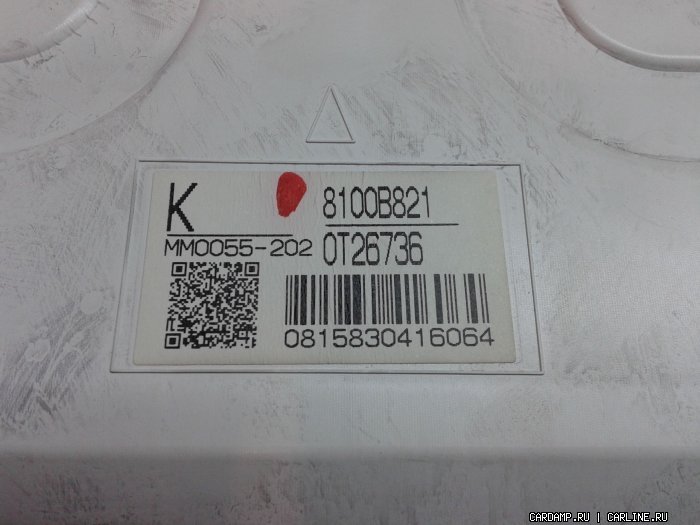 K
8100B821
MM0055-202
0T26736
0815830416064
CARDAMP.RU | CARLINE.RU